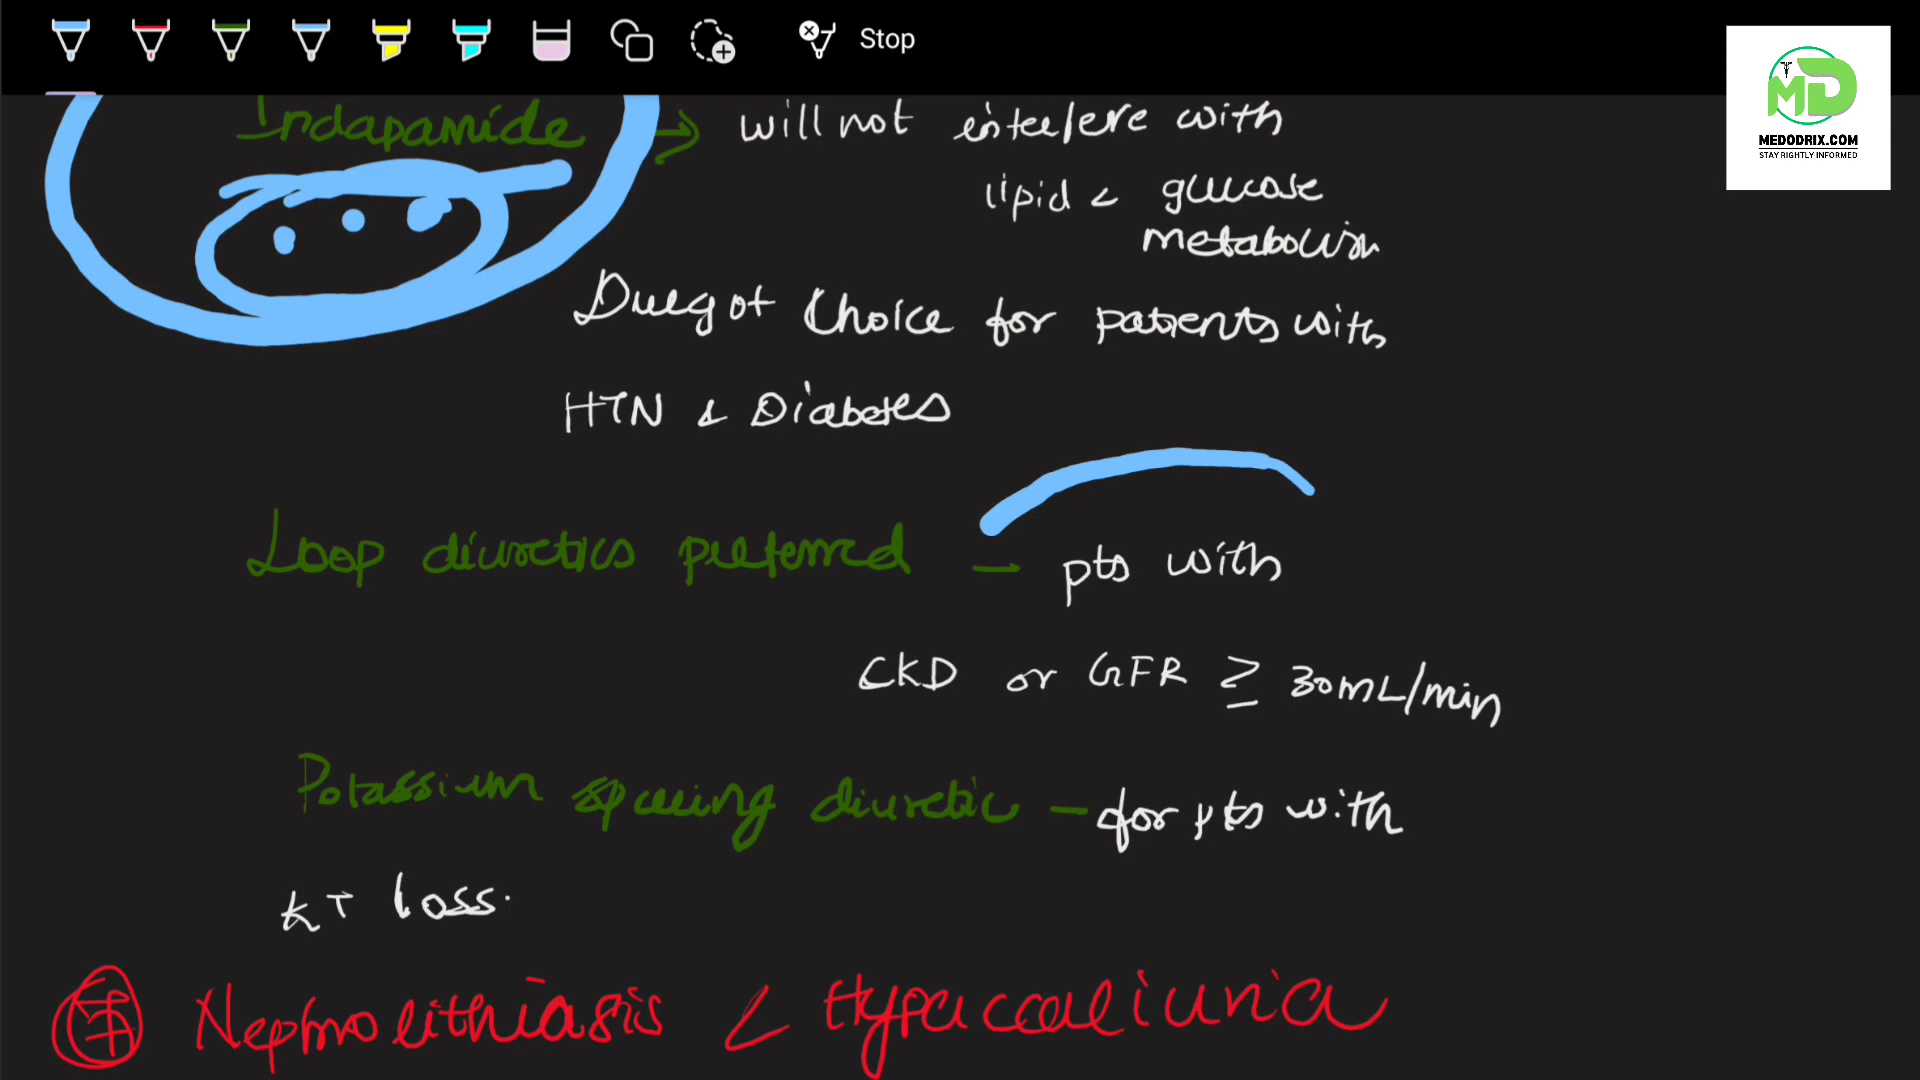 Stop
MD
MEDODRIX.COM
STAY RIGHTLY INFORMED
Indapamide → will not interfere with
lipid & glucose
metabolism
Drug of Choice for patients with
HTN & Diabetes
Loop diuretics preferred – pts with
CKD or GFR ≥ 30mL/min
Potassium sparing diuretic – for pts with
K+ loss.
Nephrolithiasis & Hypercalciuria